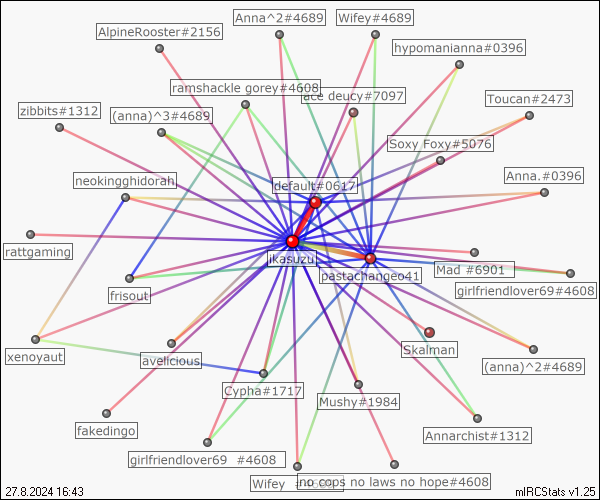 Anna^2#4689
Wifey#4689
AlpineRooster#2156
hypomanianna#0396
ramshackle gorey#4608
ace deucy#7097
Toucan#2473
zibbits#1312
(anna)^3#4689
Soxy Foxy#5076
Anna.#0396
neokingghidorah
default#0617
rattgaming
ikasuzu
pastachangeo41
Mad #6901
girlfriendlover69#4608
frisout
Skalman
xenoyaut
avelicious
(anna)^2#4689
Cypha#1717
Mushy#1984
fakedingo
Annarchist#1312
girlfriendlover69 #4608
Wifey
no cops no laws no hope#4608
27.8.2024 16:43
mIRCStats v1.25